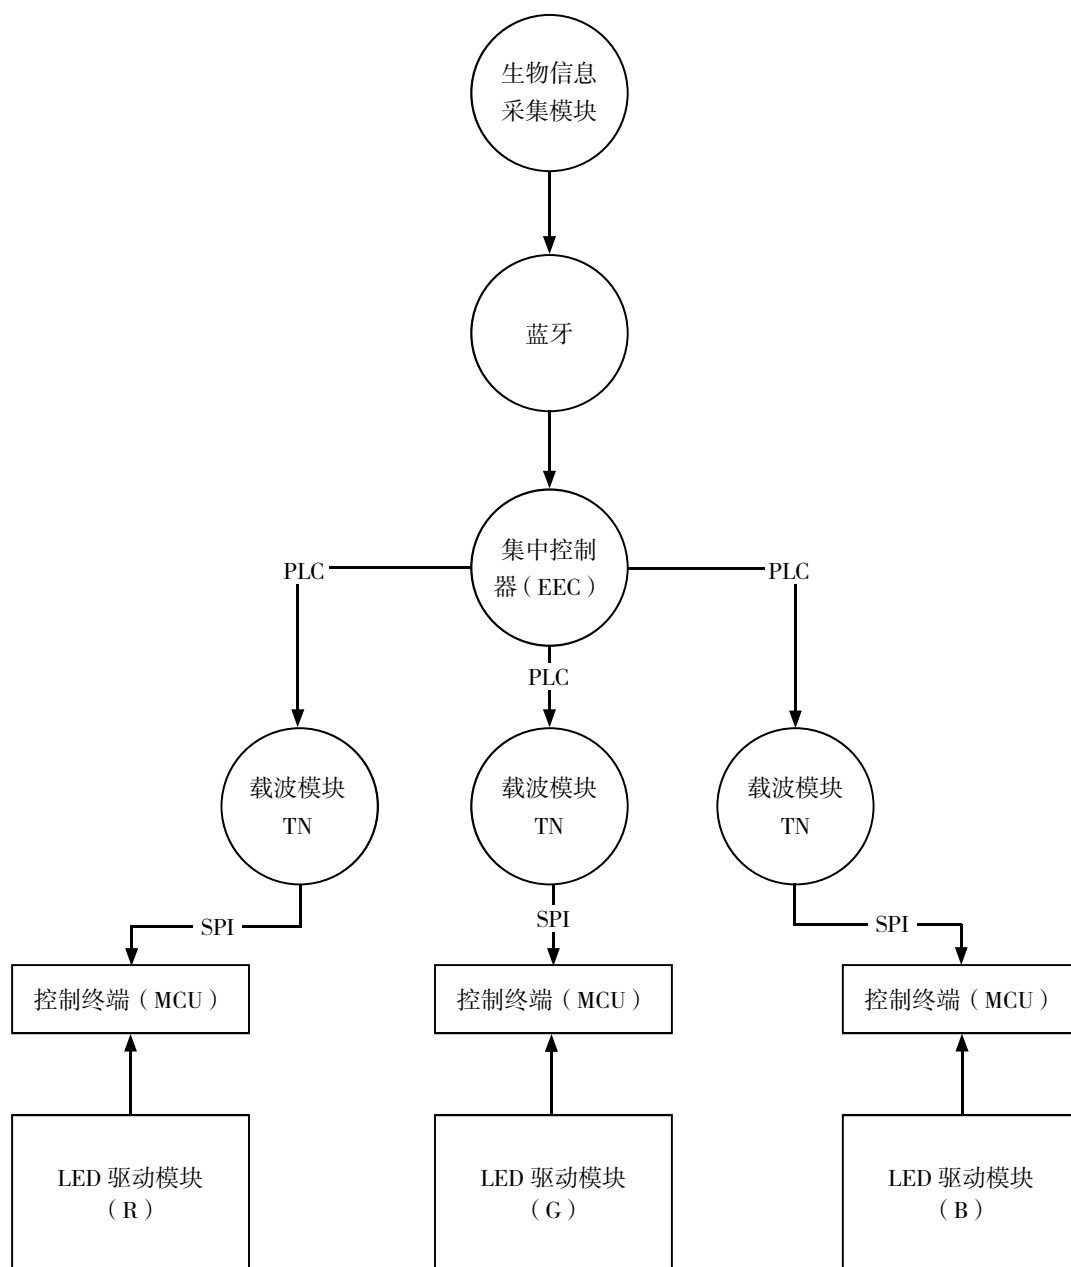 生物信息
采集模块
蓝牙
集中控制
器（EEC）
PLC
PLC
PLC
载波模块
TN
载波模块
TN
载波模块
TN
SPI
SPI
SPI
控制终端（MCU）
控制终端（MCU）
控制终端（MCU）
LED 驱动模块
（R）
LED 驱动模块
（G）
LED 驱动模块
（B）